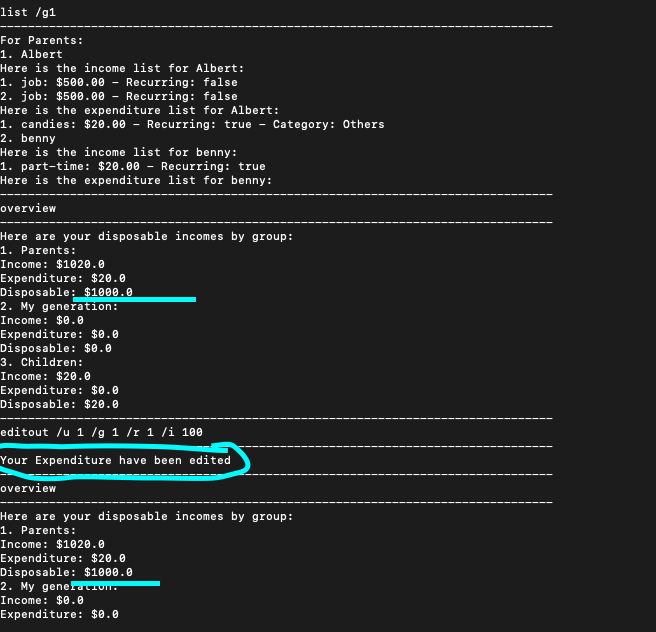 list /g1
------------------------------------------------------------------------------
For Parents:
1. Albert
Here is the income list for Albert:
1. job: $500.00 – Recurring: false
2. job: $500.00 – Recurring: false
Here is the expenditure list for Albert:
1. candies: $20.00 – Recurring: true – Category: Others
2. benny
Here is the income list for benny:
1. part-time: $20.00 – Recurring: true
Here is the expenditure list for benny:
------------------------------------------------------------------------------
overview
------------------------------------------------------------------------------
Here are your disposable incomes by group:
1. Parents:
Income: $1020.0
Expenditure: $20.0
Disposable: $1000.0
2. My generation:
Income: $0.0
Expenditure: $0.0
Disposable: $0.0
3. Children:
Income: $20.0
Expenditure: $0.0
Disposable: $20.0
------------------------------------------------------------------------------
editout /u 1 /g 1 /r 1 /i 100
------------------------------------------------------------------------------
Your Expenditure have been edited
------------------------------------------------------------------------------
overview
------------------------------------------------------------------------------
Here are your disposable incomes by group:
1. Parents:
Income: $1020.0
Expenditure: $20.0
Disposable: $1000.0
2. My generation:
Income: $0.0
Expenditure: $0.0